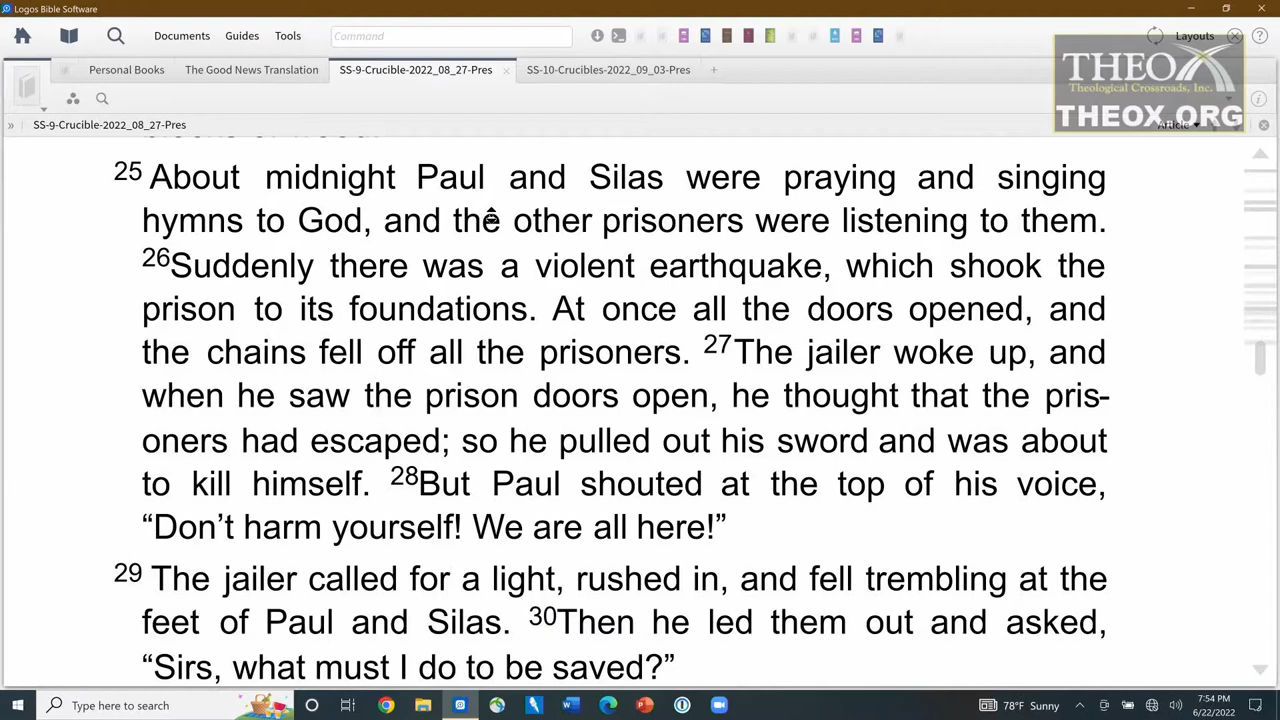 Logos Bible Software
Documents Guides Tools Command Layouts
Personal Books The Good News Translation SS-9-Crucible-2022_08_27-Pres SS-10-Crucibles-2022_09_03-Pres
THEOX
Theological Crossroads, Inc.
THEOX.ORG
SS-9-Crucible-2022_08_27-Pres Article
25 About midnight Paul and Silas were praying and singing
hymns to God, and the other prisoners were listening to them.
26Suddenly there was a violent earthquake, which shook the
prison to its foundations. At once all the doors opened, and
the chains fell off all the prisoners. 27The jailer woke up, and
when he saw the prison doors open, he thought that the pris-
oners had escaped; so he pulled out his sword and was about
to kill himself. 28But Paul shouted at the top of his voice,
“Don’t harm yourself! We are all here!”
29 The jailer called for a light, rushed in, and fell trembling at the
feet of Paul and Silas. 30Then he led them out and asked,
“Sirs, what must I do to be saved?”
Type here to search 78°F Sunny 7:54 PM
6/22/2022